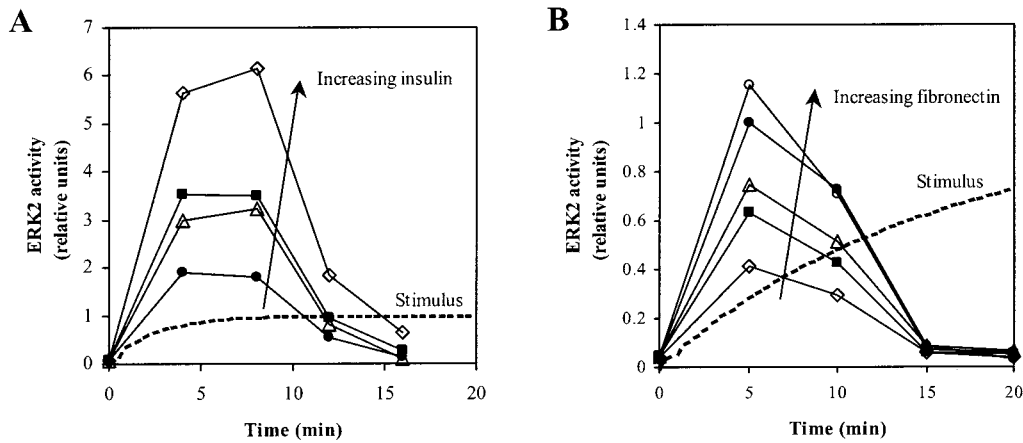 A
7
6
5
4
3
2
1
0
ERK2 activity
(relative units)
Increasing insulin
Stimulus
0
5
10
15
20
Time (min)
B
1.4
1.2
1
0.8
0.6
0.4
0.2
0
ERK2 activity
(relative units)
Increasing fibronectin
Stimulus
0
5
10
15
20
Time (min)